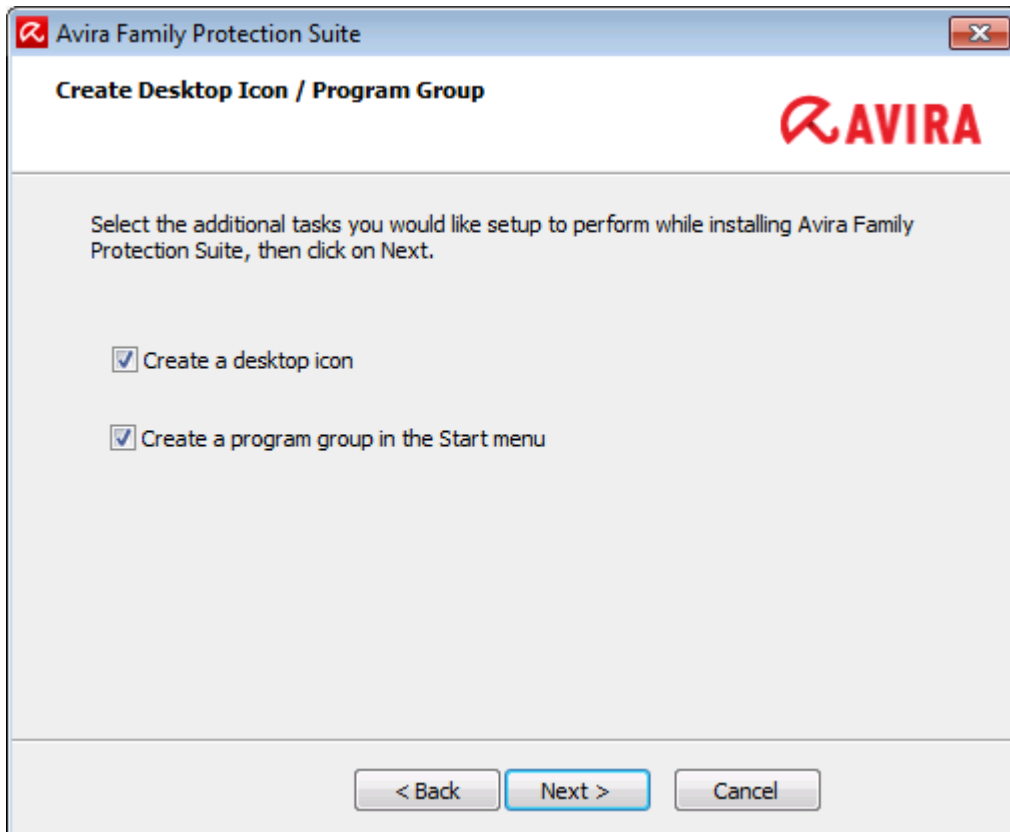 Avira Family Protection Suite
Create Desktop Icon / Program Group
AVIRA
Select the additional tasks you would like setup to perform while installing Avira Family
Protection Suite, then click on Next.
Create a desktop icon
Create a program group in the Start menu
< Back Next > Cancel